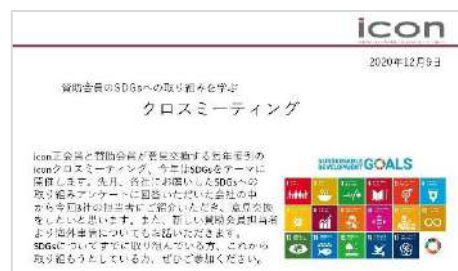 icon
2020年12月9日
賛助会員のSDGsへの取り組みを学ぶ
クロスミーティング
icon正会員と賛助会員が意見交換する毎年恒例の
iconクロスミーティング、今年はSDGsをテーマに
開催します。先月、各社にお願いしたSDGsへの
取り組みアンケートに回答いただいた会社の中
から今回3社の担当者にご紹介いただき、意見交換
をしたいと思います。また、新しい賛助会員担当者
より海外事情についてもお話いただきます。
SDGsについてすでに取り組んでいる方、これから
取り組もうとしている方、ぜひご参加ください。
SUSTAINABLE
DEVELOPMENT GOALS